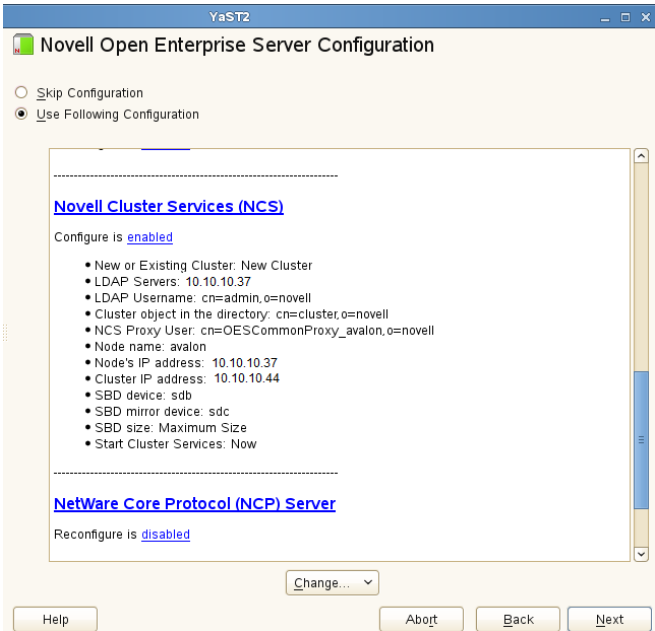 YaST2
Novell Open Enterprise Server Configuration
Skip Configuration
Use Following Configuration
----------------------------------------------------------------------
Novell Cluster Services (NCS)
Configure is enabled
• New or Existing Cluster: New Cluster
• LDAP Servers: 10.10.10.37
• LDAP Username: cn=admin,o=novell
• Cluster object in the directory: cn=cluster,o=novell
• NCS Proxy User: cn=OESCommonProxy_avalon,o=novell
• Node name: avalon
• Node's IP address: 10.10.10.37
• Cluster IP address: 10.10.10.44
• SBD device: sdb
• SBD mirror device: sdc
• SBD size: Maximum Size
• Start Cluster Services: Now
----------------------------------------------------------------------
NetWare Core Protocol (NCP) Server
Reconfigure is disabled
Change...
Help
Abort
Back
Next